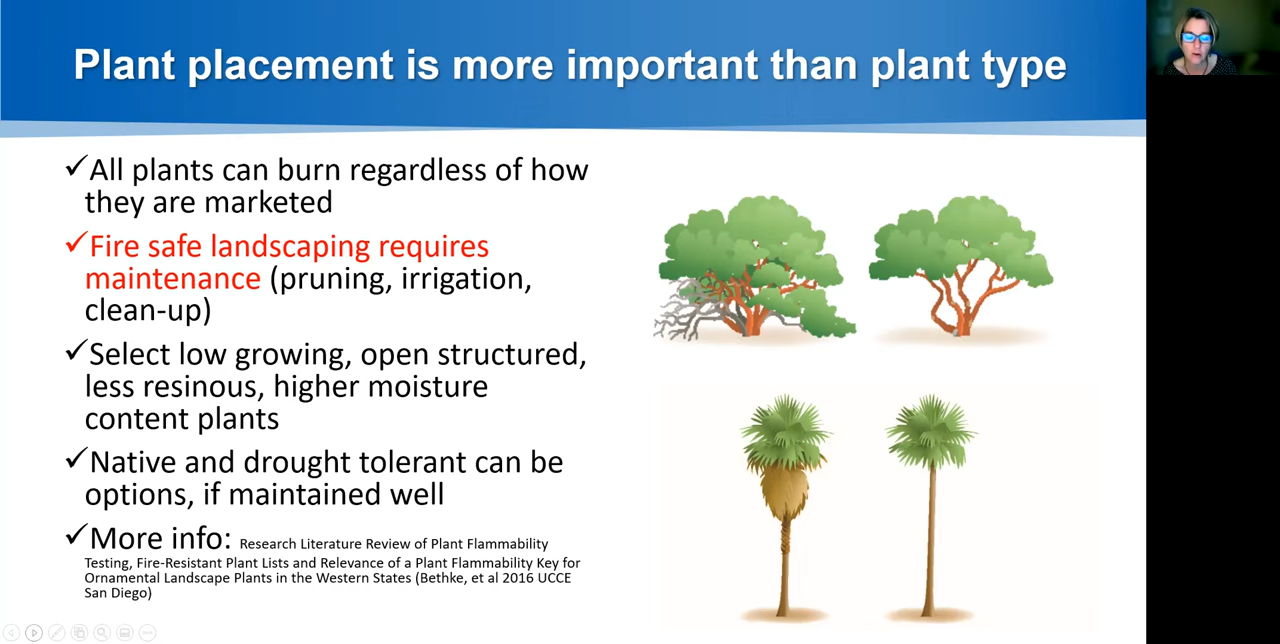 Plant placement is more important than plant type
✓All plants can burn regardless of how
they are marketed
✓Fire safe landscaping requires
maintenance (pruning, irrigation,
clean-up)
✓Select low growing, open structured,
less resinous, higher moisture
content plants
✓Native and drought tolerant can be
options, if maintained well
✓More info: Research Literature Review of Plant Flammability
Testing, Fire-Resistant Plant Lists and Relevance of a Plant Flammability Key for
Ornamental Landscape Plants in the Western States (Bethke, et al 2016 UCCE
San Diego)